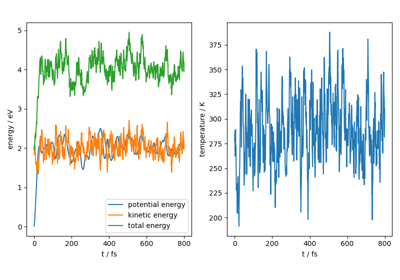 5
4
3
2
1
0
energy / eV
potential energy
kinetic energy
total energy
0 200 400 600 800
t / fs
375
350
325
300
275
250
225
200
temperature / K
0 200 400 600 800
t / fs